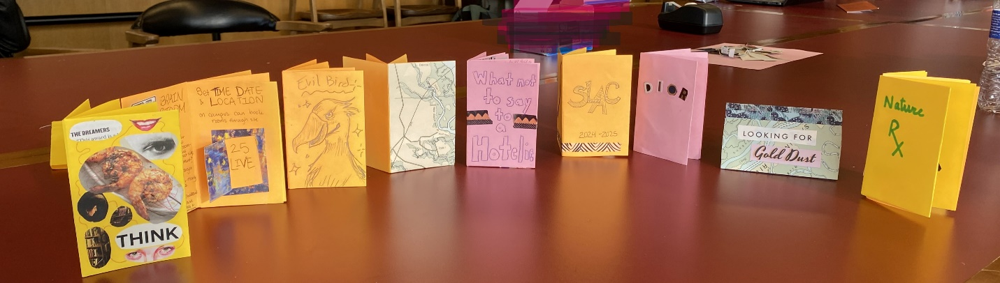 THE DREAMERS
This award is a
THINK
BRAIN
Set TIME DATE
& LOCATION
on campus can book
rooms through site
25
LIVE
Evil Bird
What not
to say
to
a
Hotelie
SLAC
2024-2025
DIOR
LOOKING FOR
Gold Dust
Nature
Rx